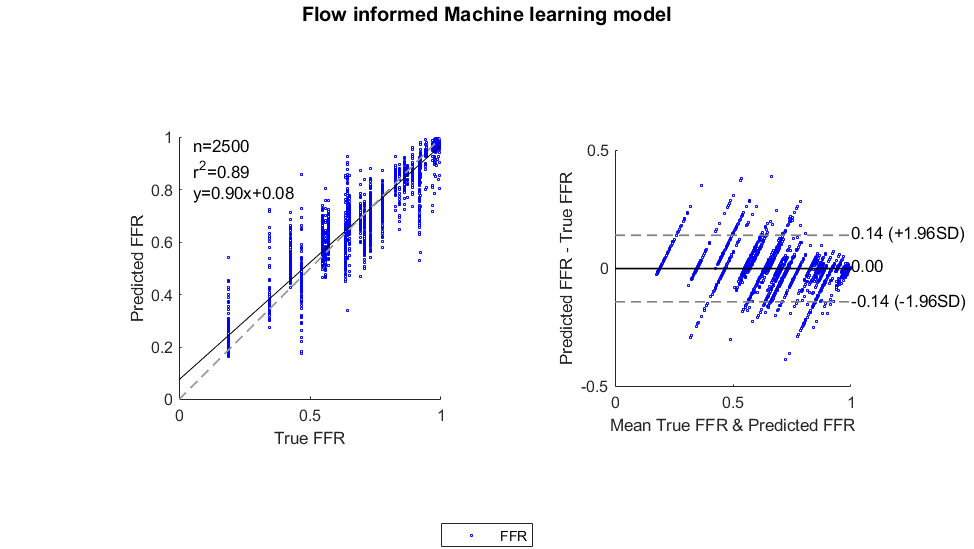 Flow informed Machine learning model
n=2500
r2=0.89
y=0.90x+0.08
1
0.8
0.6
0.4
0.2
0
0
0.5
1
Predicted FFR
True FFR
0.5
0
-0.5
0
0.5
1
Predicted FFR - True FFR
0.14 (+1.96SD)
0.00
-0.14 (-1.96SD)
Mean True FFR & Predicted FFR
FFR